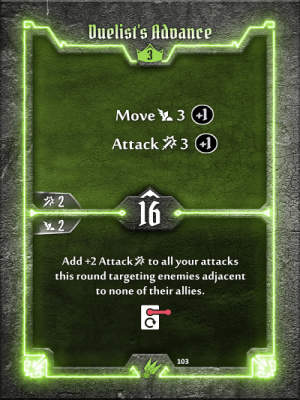 Duelist's Advance
3
Move 3 +1
Attack 3 +1
2
16
2
Add +2 Attack to all your attacks
this round targeting enemies adjacent
to none of their allies.
103